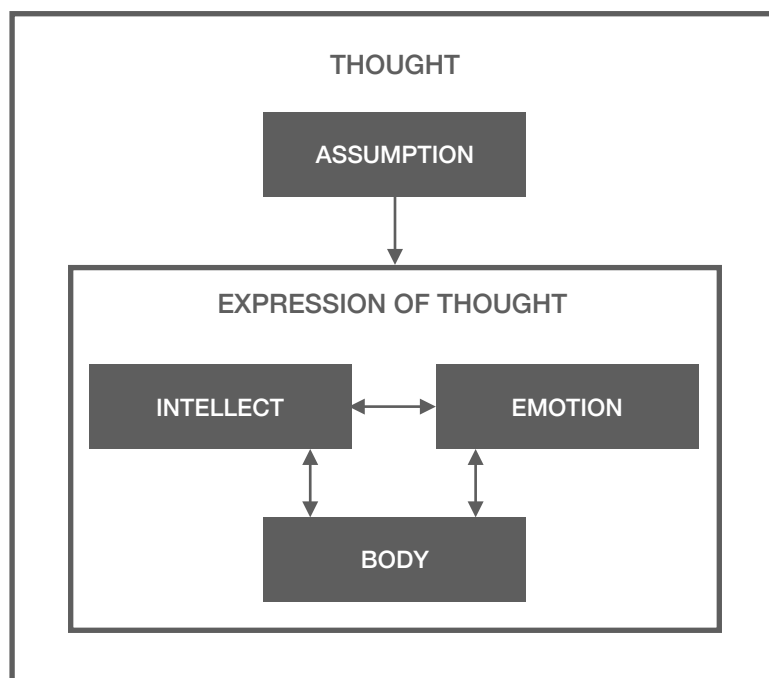 THOUGHT
ASSUMPTION
EXPRESSION OF THOUGHT
INTELLECT
EMOTION
BODY